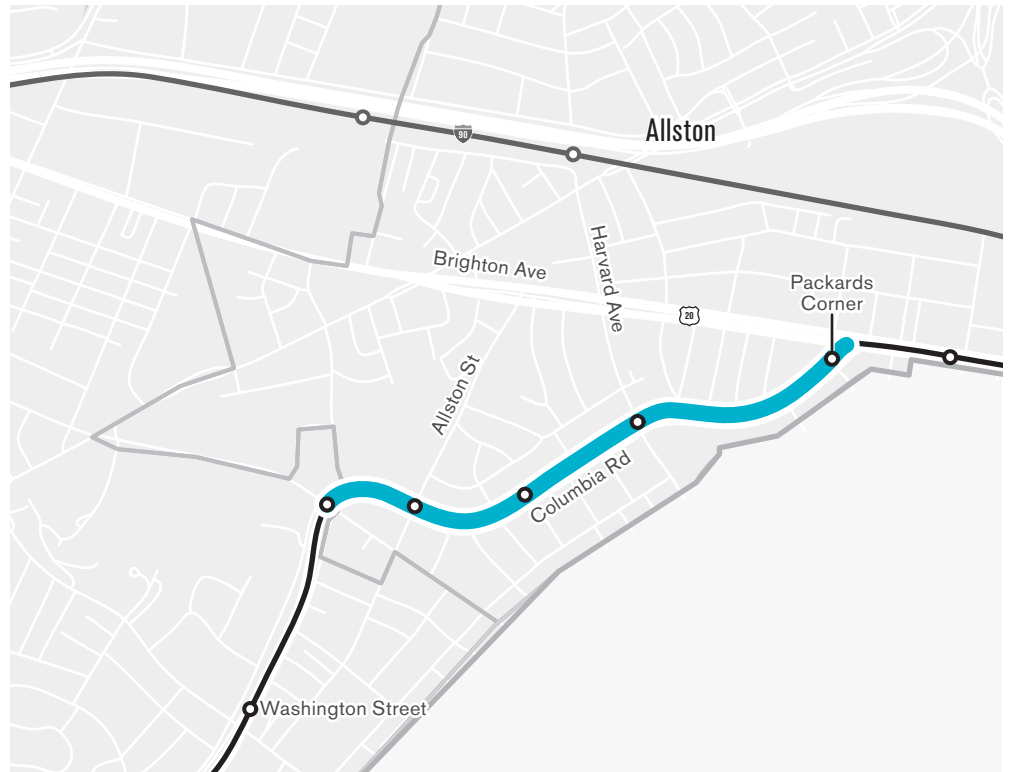 90
Allston
Harvard Ave
Brighton Ave
Packards
Corner
20
Allston St
Columbia Rd
Washington Street